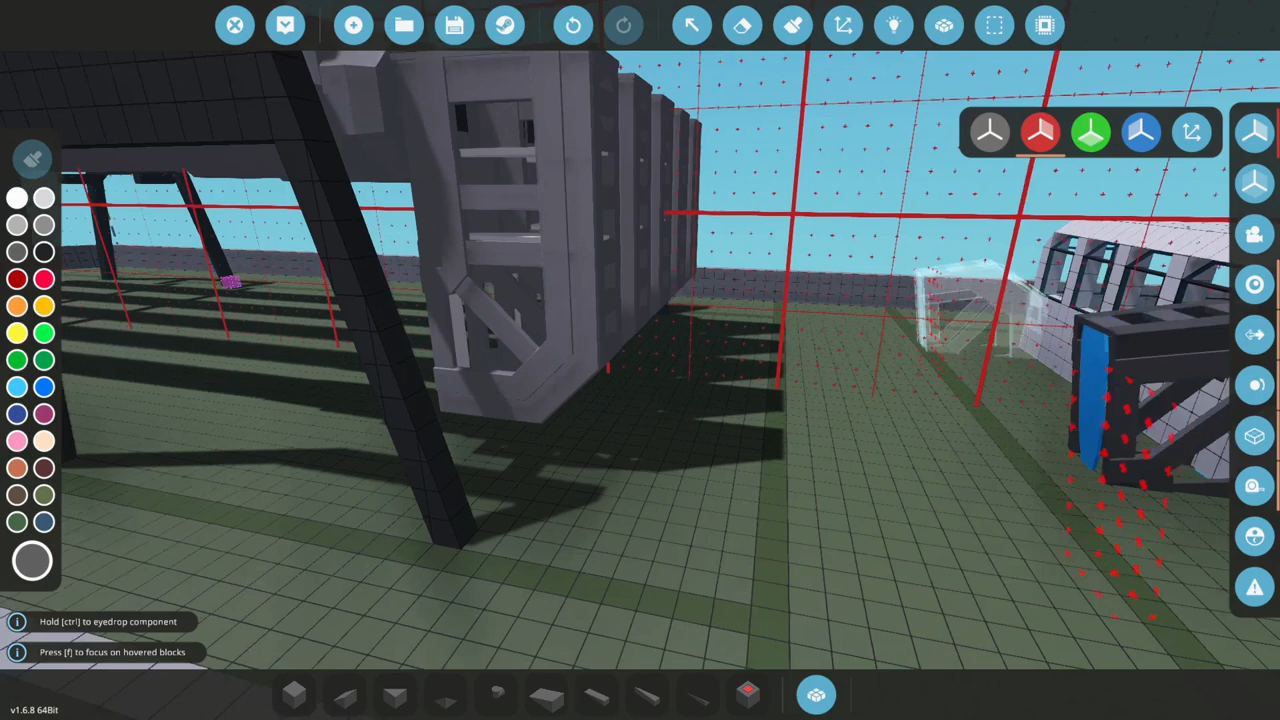 Hold [ctrl] to eyedrop component
Press [f] to focus on hovered blocks
v1.6.8 64Bit